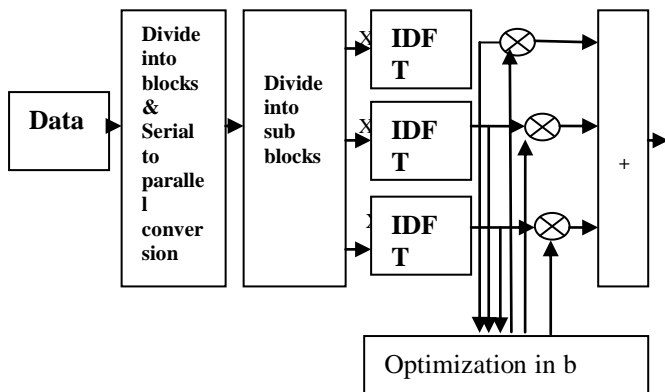 Data
Divide
into
blocks
&
Serial
to
paralle
l
conver
sion
Divide
into
sub
blocks
X
IDF
T
X
IDF
T
X
IDF
T
+
Optimization in b